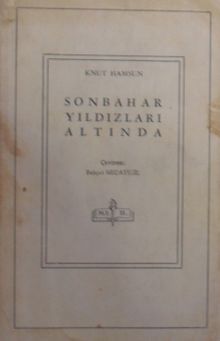 KNUT HAMSUN
SONBAHAR
YILDIZLARI
ALTINDA
Çeviren:
Behçet NECATİGİL